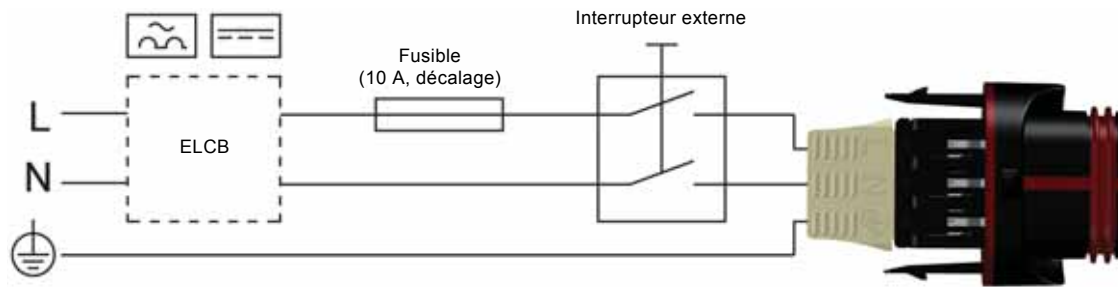 Interrupteur externe
Fusible
(10 A, décalage)
L
ELCB
N